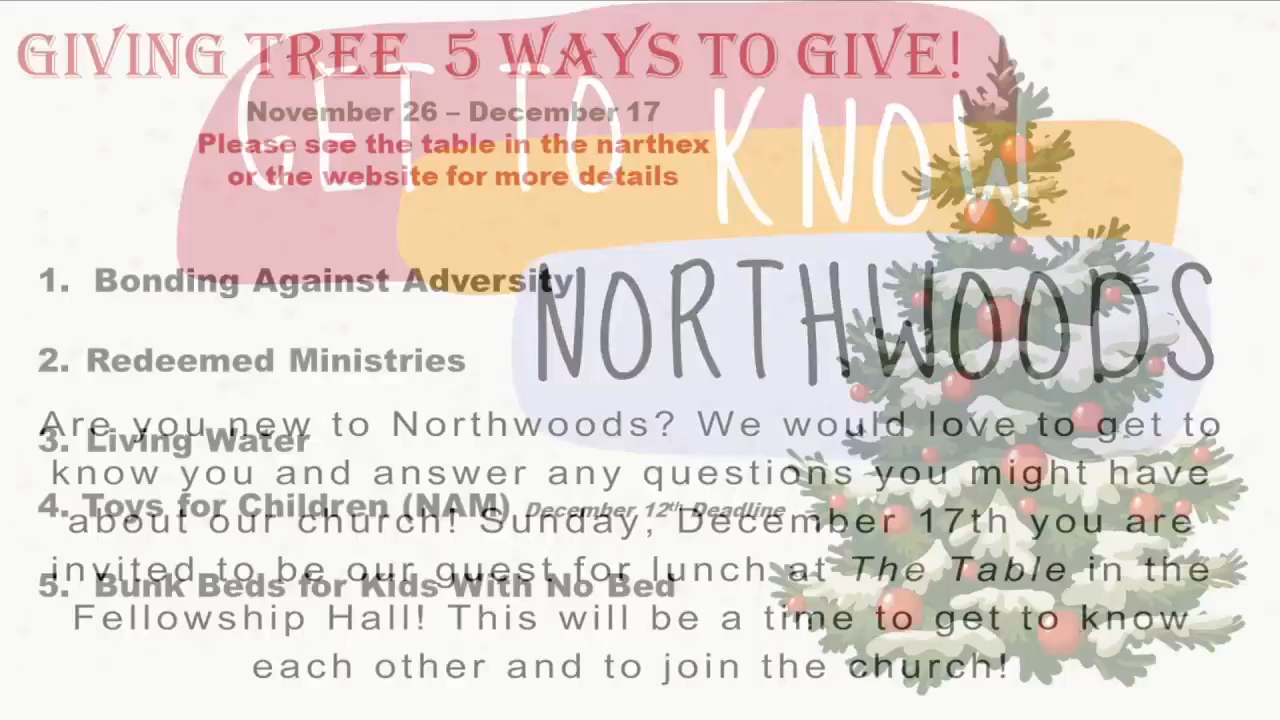 GIVING TREE 5 WAYS TO GIVE!
November 26 – December 17
Please see the table in the narthex
or the website for more details
1. Bonding Against Adversity
2. Redeemed Ministries
3. Living Water
4. Toys for Children (NAM) December 12th Deadline
5. Bunk Beds for Kids With No Bed
GET TO KNOW
NORTHWOODS
Are you new to Northwoods? We would love to get to
know you and answer any questions you might have
about our church! Sunday, December 17th you are
invited to be our guest for lunch at The Table in the
Fellowship Hall! This will be a time to get to know
each other and to join the church!